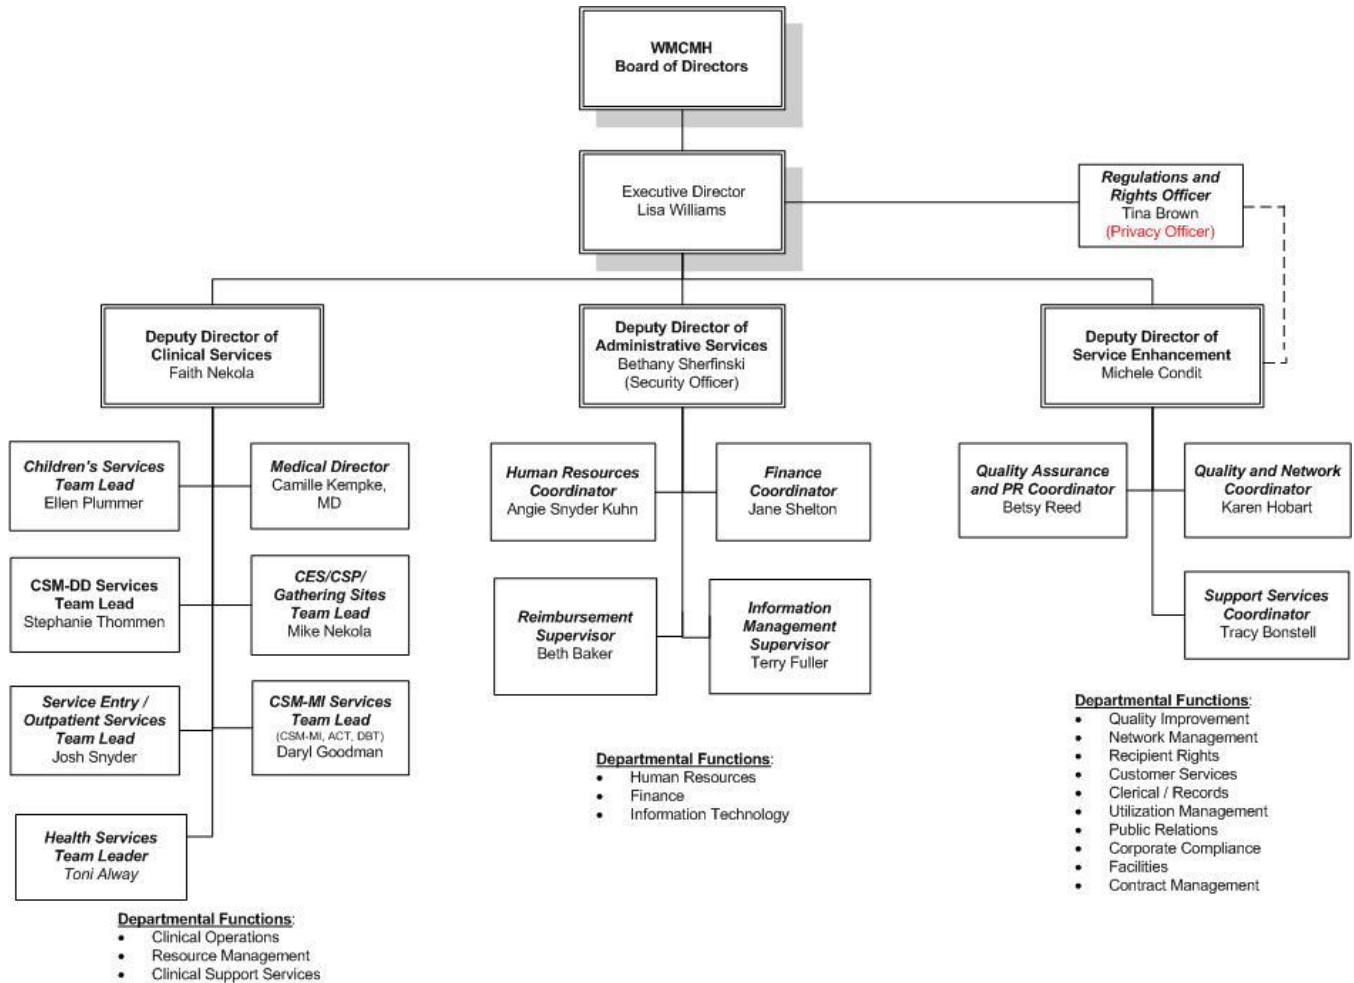 WMCMH
Board of Directors
Executive Director
Lisa Williams
Regulations and
Rights Officer
Tina Brown
(Privacy Officer)
Deputy Director of
Clinical Services
Faith Nekola
Deputy Director of
Administrative Services
Bethany Sherfinski
(Security Officer)
Deputy Director of
Service Enhancement
Michele Condit
Children's Services
Team Lead
Ellen Plummer
Medical Director
Camille Kempke,
MD
CSM-DD Services
Team Lead
Stephanie Thommen
CES/CSP/
Gathering Sites
Team Lead
Mike Nekola
Service Entry /
Outpatient Services
Team Lead
Josh Snyder
CSM-MI Services
Team Lead
(CSM-MI, ACT, DBT)
Daryl Goodman
Health Services
Team Leader
Toni Alway
Departmental Functions:
• Clinical Operations
• Resource Management
• Clinical Support Services
Human Resources
Coordinator
Angie Snyder Kuhn
Finance
Coordinator
Jane Shelton
Reimbursement
Supervisor
Beth Baker
Information
Management
Supervisor
Terry Fuller
Departmental Functions:
• Human Resources
• Finance
• Information Technology
Quality Assurance
and PR Coordinator
Betsy Reed
Quality and Network
Coordinator
Karen Hobart
Support Services
Coordinator
Tracy Bonstell
Departmental Functions:
• Quality Improvement
• Network Management
• Recipient Rights
• Customer Services
• Clerical / Records
• Utilization Management
• Public Relations
• Corporate Compliance
• Facilities
• Contract Management